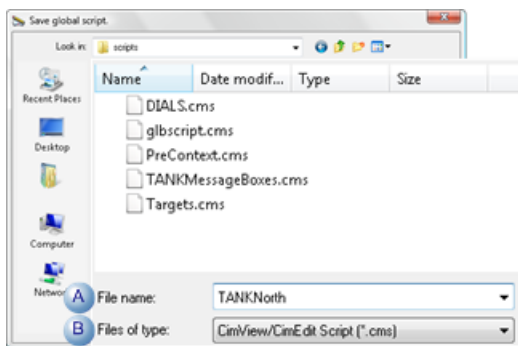 Save global script.
Look in: scripts
Name Date modif... Type Size
Recent Places
DIALS.cms
glbscript.cms
Desktop
PreContext.cms
TANKMessageBoxes.cms
Targets.cms
Computer
Network
A File name: TANKNorth
B Files of type: CimView/CimEdit Script (*.cms)